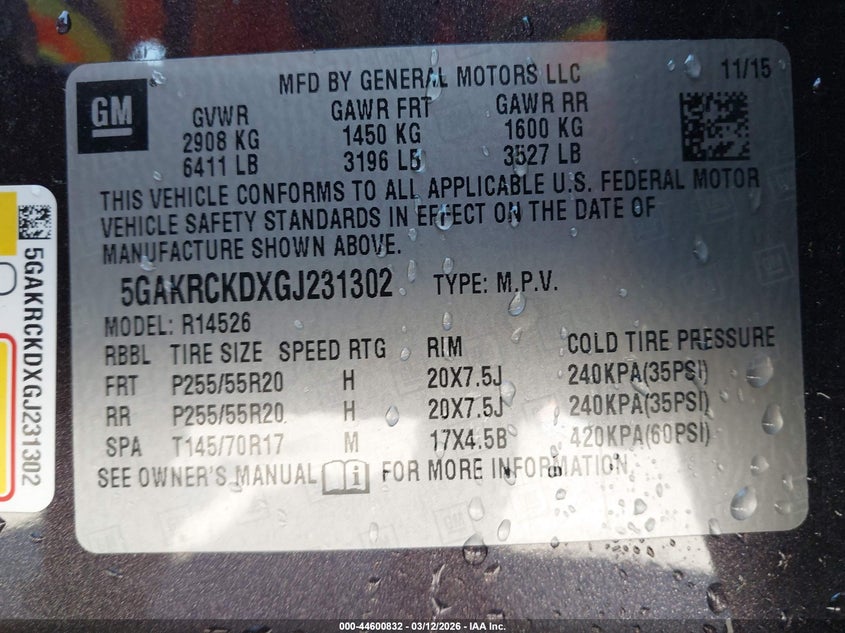 MFD BY GENERAL MOTORS LLC 11/15
GM
GVWR GAWR FRT GAWR RR
2908 KG 1450 KG 1600 KG
6411 LB 3196 LB 3527 LB
THIS VEHICLE CONFORMS TO ALL APPLICABLE U.S. FEDERAL MOTOR
VEHICLE SAFETY STANDARDS IN EFFECT ON THE DATE OF
MANUFACTURE SHOWN ABOVE.
5GAKRCKDXGJ231302 TYPE: M.P.V.
MODEL: R14526
RBBL TIRE SIZE SPEED RTG RIM COLD TIRE PRESSURE
FRT P255/55R20 H 20X7.5J 240KPA(35PSI)
RR P255/55R20 H 20X7.5J 240KPA(35PSI)
SPA T145/70R17 M 17X4.5B 420KPA(60PSI)
SEE OWNER'S MANUAL i FOR MORE INFORMATION
5GAKRCKDXGJ231302
000-44600832 - 03/12/2026 - IAA Inc.